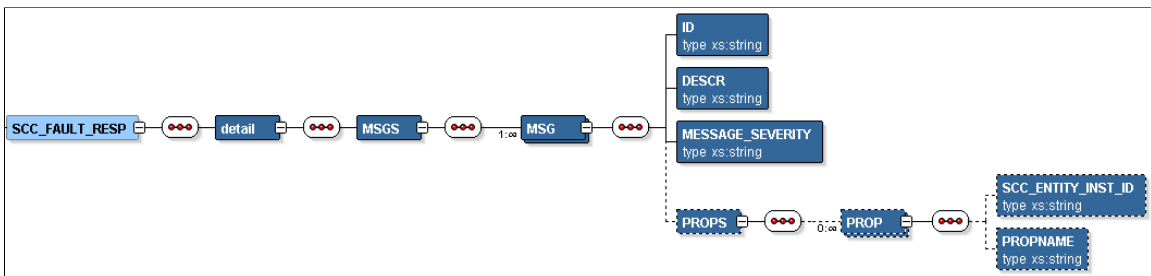 ID
type xs:string
DESCR
type xs:string
SCC_FAULT_RESP
detail
MSGS
1:∞
MSG
MESSAGE_SEVERITY
type xs:string
PROPS
0:∞
PROP
SCC_ENTITY_INST_ID
type xs:string
PROPNAME
type xs:string